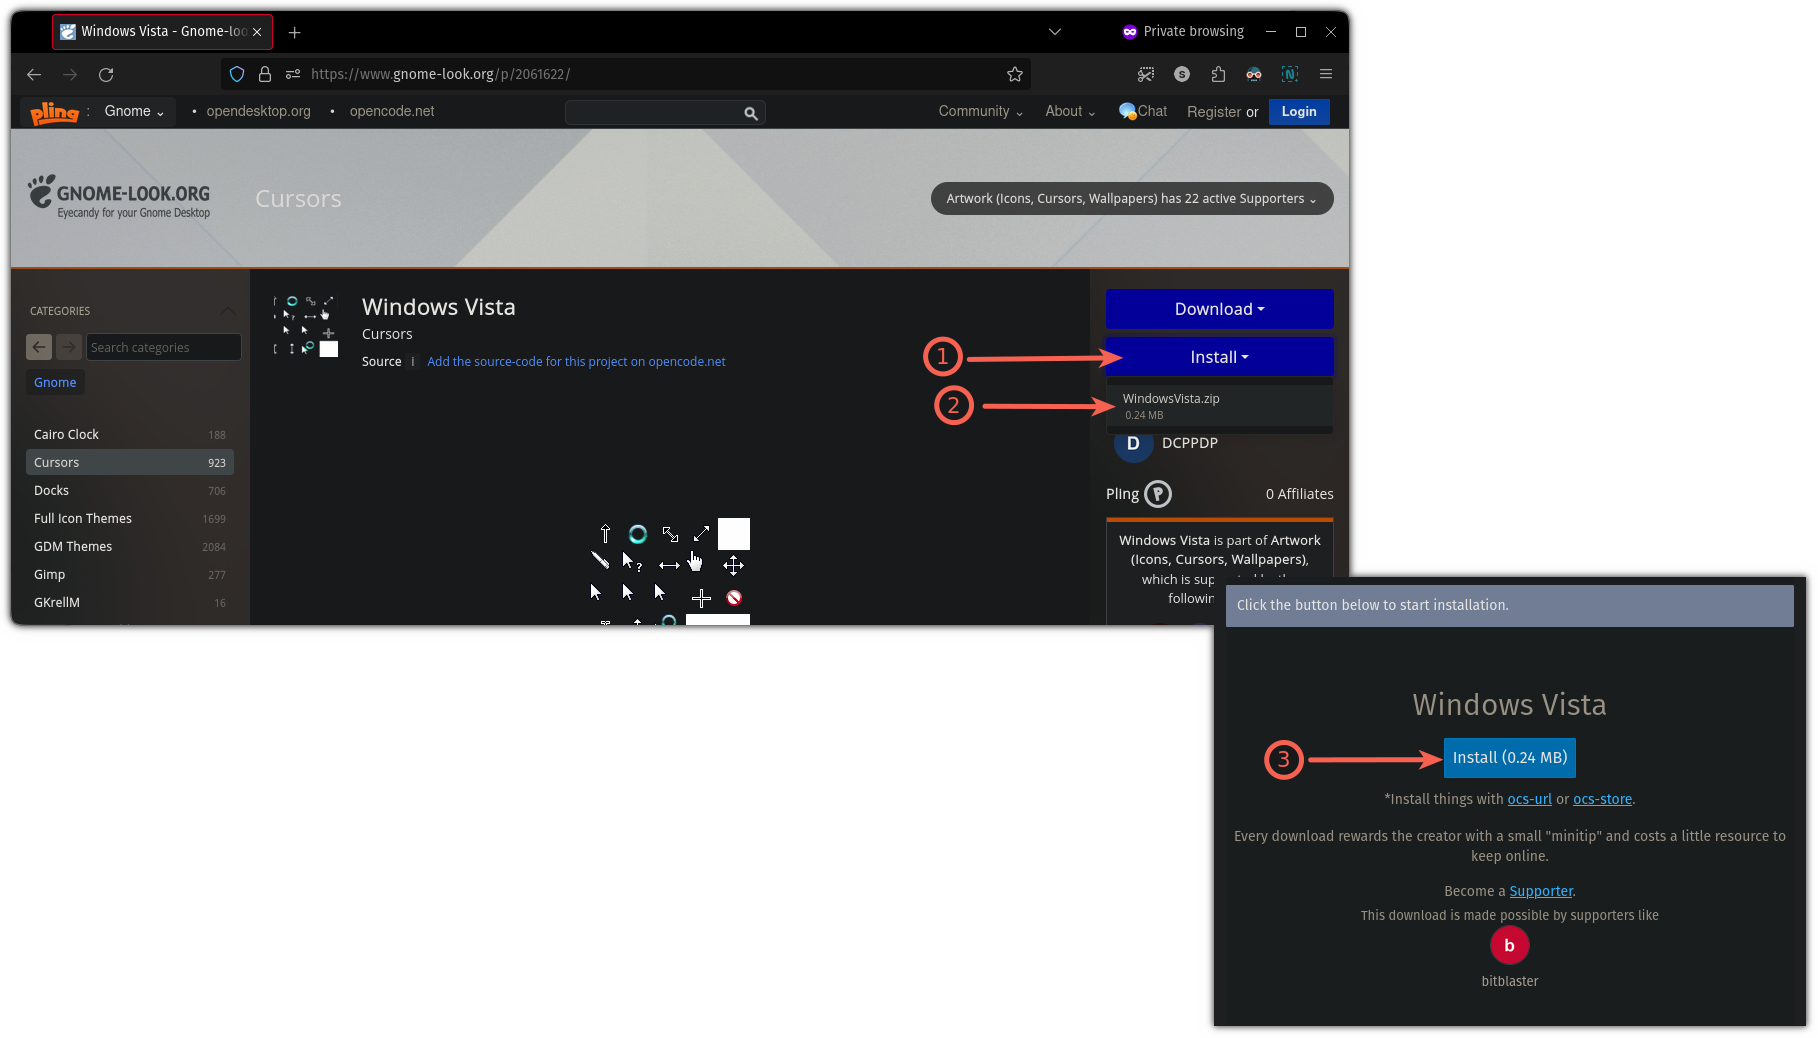 Windows Vista - Gnome-loo
Private browsing
https://www.gnome-look.org/p/2061622/
S
N
pling : Gnome • opendesktop.org • opencode.net
Community About Chat Register or Login
GNOME-LOOK.ORG
Eyecandy for your Gnome Desktop
Cursors
Artwork (Icons, Cursors, Wallpapers) has 22 active Supporters
CATEGORIES
Search categories
Gnome
Cairo Clock 188
Cursors 923
Docks 706
Full Icon Themes 1699
GDM Themes 2084
Gimp 277
GKrellM 16
Windows Vista
Cursors
Source i Add the source-code for this project on opencode.net
?
Download
1
Install
2
WindowsVista.zip
0.24 MB
D DCPPDP
Pling P 0 Affiliates
Windows Vista is part of Artwork
(Icons, Cursors, Wallpapers),
which is
Click the button below to start installation.
Windows Vista
3
Install (0.24 MB)
*Install things with ocs-url or ocs-store.
Every download rewards the creator with a small "minitip" and costs a little resource to
keep online.
Become a Supporter.
This download is made possible by supporters like
b
bitblaster